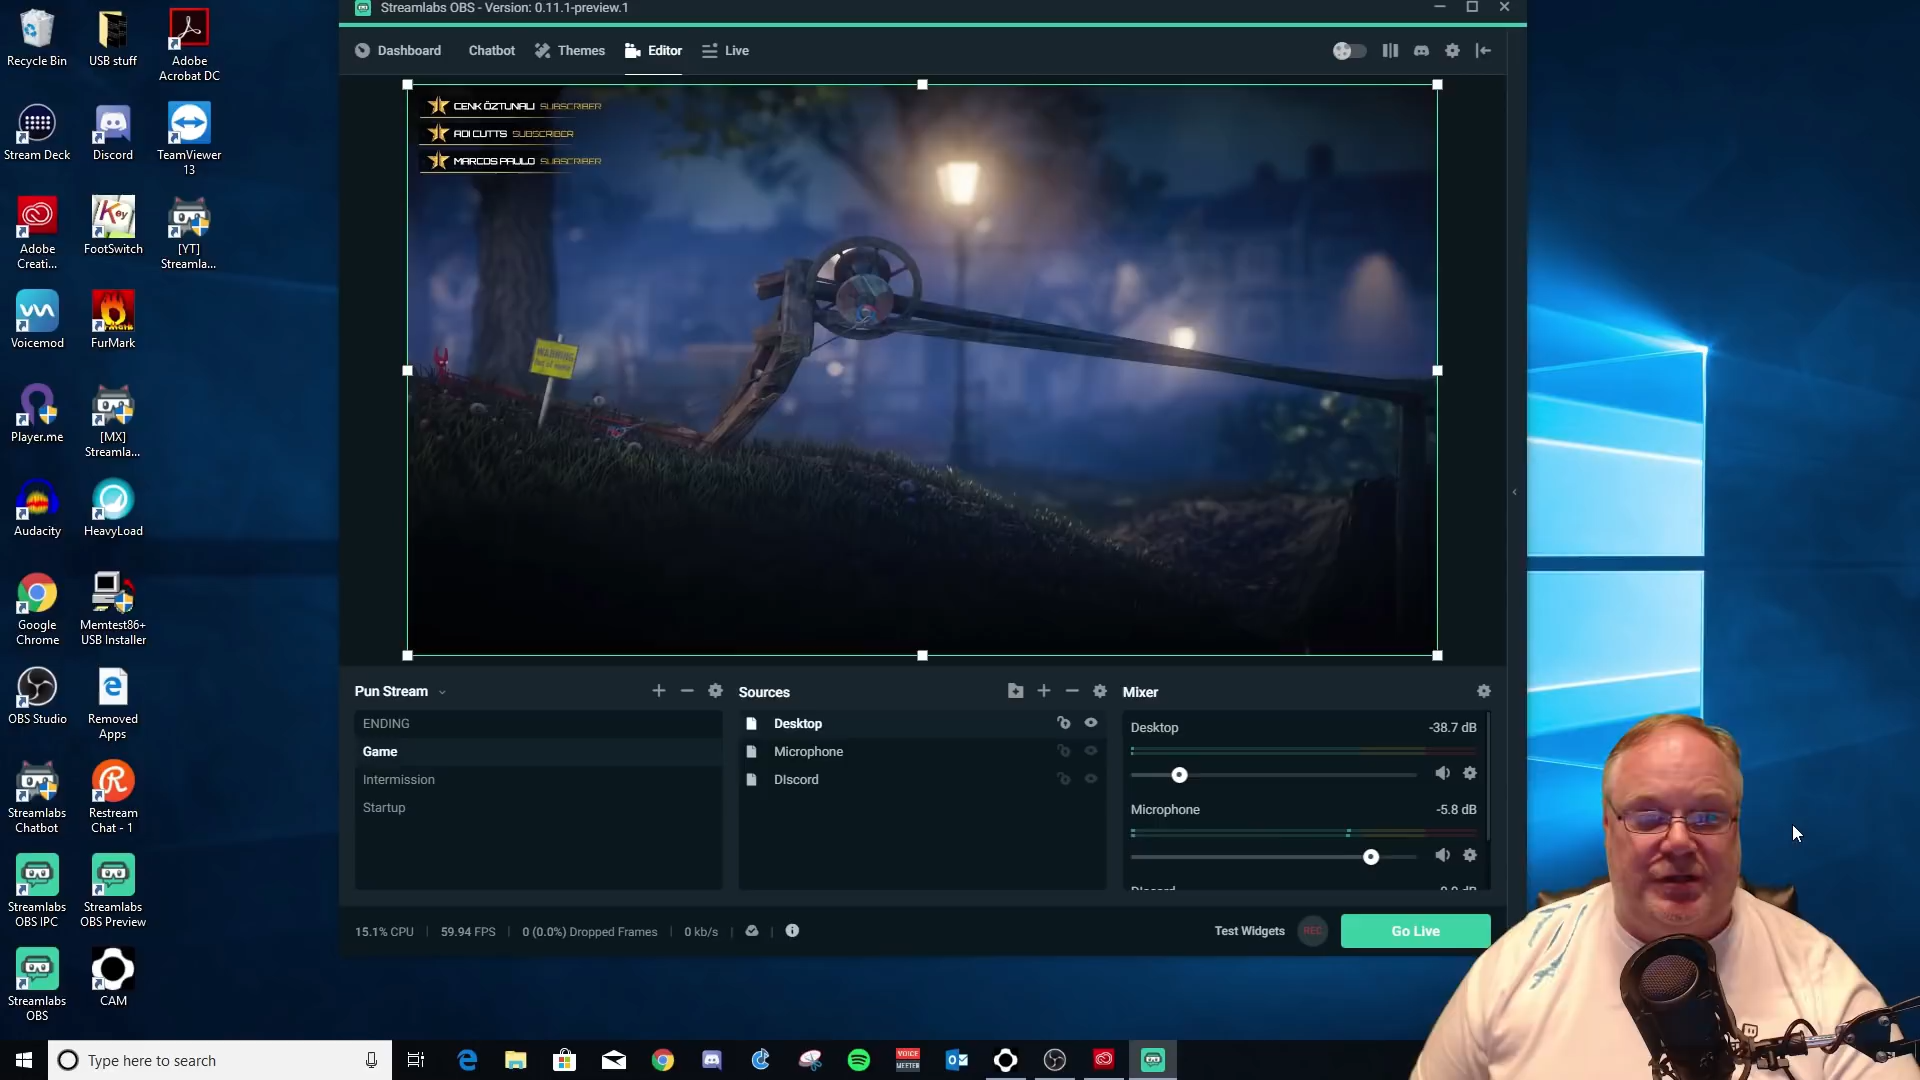 Streamlabs OBS - Version: 0.11.1-preview.1
Dashboard
Chatbot
Themes
Editor
Live
Recycle Bin
USB stuff
Adobe
Acrobat DC
Stream Deck
Discord
TeamViewer
13
Adobe
Creati...
FootSwitch
[YT]
Streamla...
Voicemod
FurMark
Player.me
[MX]
Streamla...
Audacity
HeavyLoad
Google
Chrome
Memtest86+
USB Installer
OBS Studio
Removed
Apps
Streamlabs
Chatbot
Restream
Chat - 1
Streamlabs
OBS IPC
Streamlabs
OBS Preview
Streamlabs
OBS
CAM
CENK ÖZTUNALI SUBSCRIBER
ADI CUTTS SUBSCRIBER
MARCOS PAULO SUBSCRIBER
WARNING
Key
Pun Stream
ENDING
Game
Intermission
Startup
Sources
Desktop
Microphone
DIscord
Mixer
Desktop
-38.7 dB
Microphone
-5.8 dB
DIscord
15.1% CPU
59.94 FPS
0 (0.0%) Dropped Frames
0 kb/s
Test Widgets
REC
Go Live
Type here to search
VOICE
MEETER